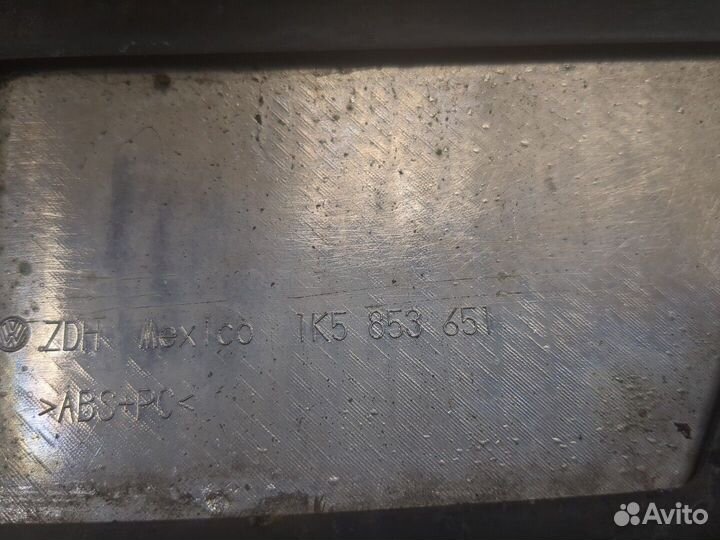 ZDH Mexico 1K5 853 651
>ABS+PC<
Avito